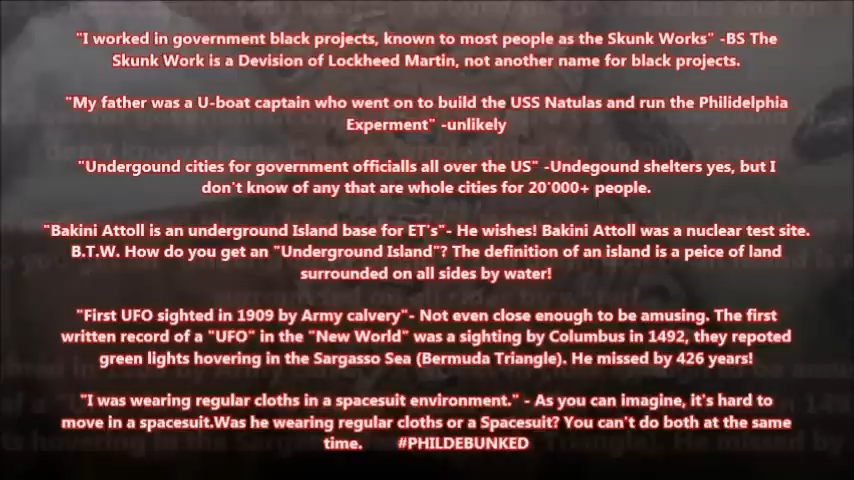 "I worked in government black projects, known to most people as the Skunk Works" -BS The
Skunk Work is a Devision of Lockheed Martin, not another name for black projects.
"My father was a U-boat captain who went on to build the USS Natulas and run the Philidelphia
Experment" -unlikely
"Undergound cities for government officialls all over the US" -Undegound shelters yes, but I
don't know of any that are whole cities for 20'000+ people.
"Bakini Attoll is an underground Island base for ET's"- He wishes! Bakini Attoll was a nuclear test site.
B.T.W. How do you get an "Underground Island"? The definition of an island is a peice of land
surrounded on all sides by water!
"First UFO sighted in 1909 by Army calvery"- Not even close enough to be amusing. The first
written record of a "UFO" in the "New World" was a sighting by Columbus in 1492, they repoted
green lights hovering in the Sargasso Sea (Bermuda Triangle). He missed by 426 years!
"I was wearing regular cloths in a spacesuit environment." - As you can imagine, it's hard to
move in a spacesuit.Was he wearing regular cloths or a Spacesuit? You can't do both at the same
time. #PHILDEBUNKED